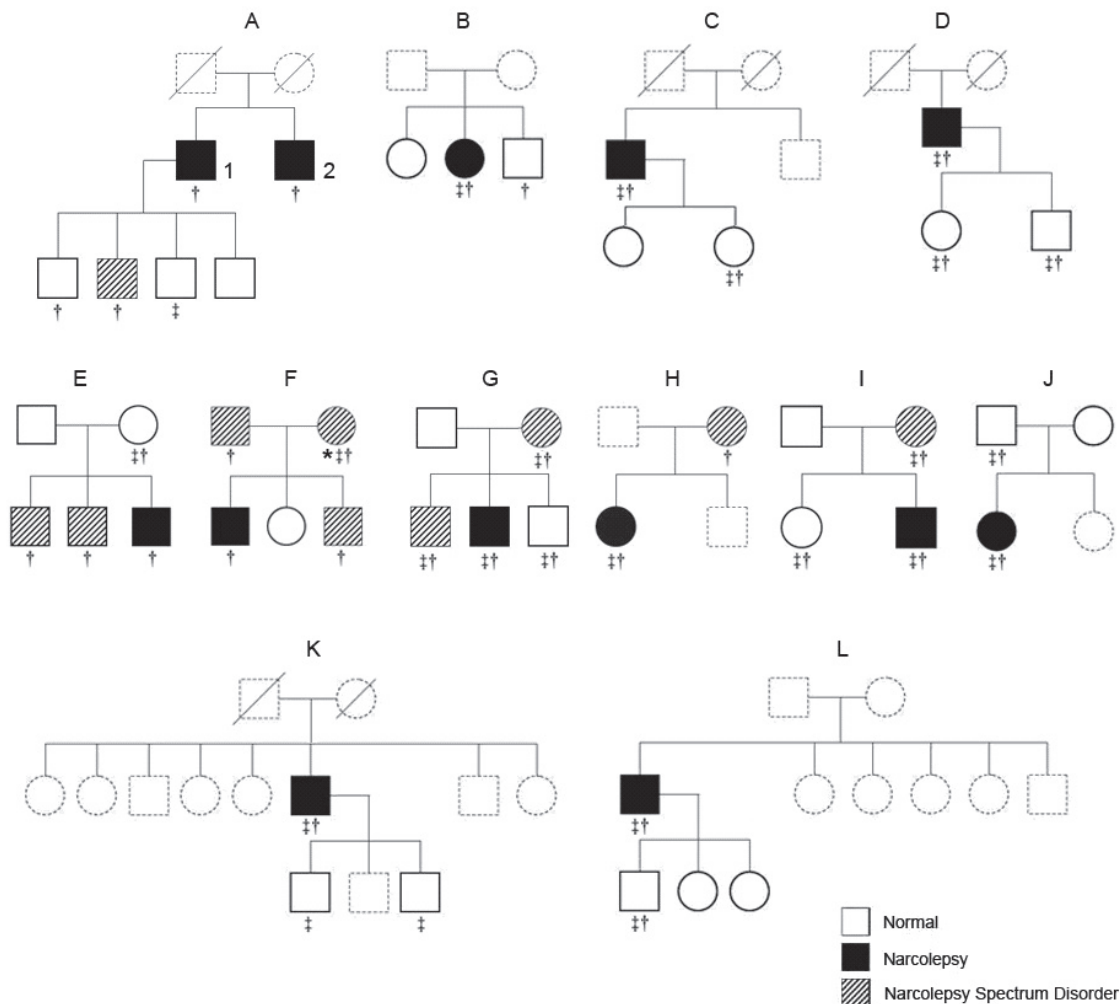 A B C D
1 2
† † ‡† † ‡† ‡†
† † ‡ ‡† ‡† ‡†
E F G H I J
‡† † *‡† ‡† † ‡† ‡†
† † † † † ‡† ‡† ‡† ‡† ‡† ‡† ‡†
K L
‡† ‡†
‡ ‡ ‡†
Normal
Narcolepsy
Narcolepsy Spectrum Disorder